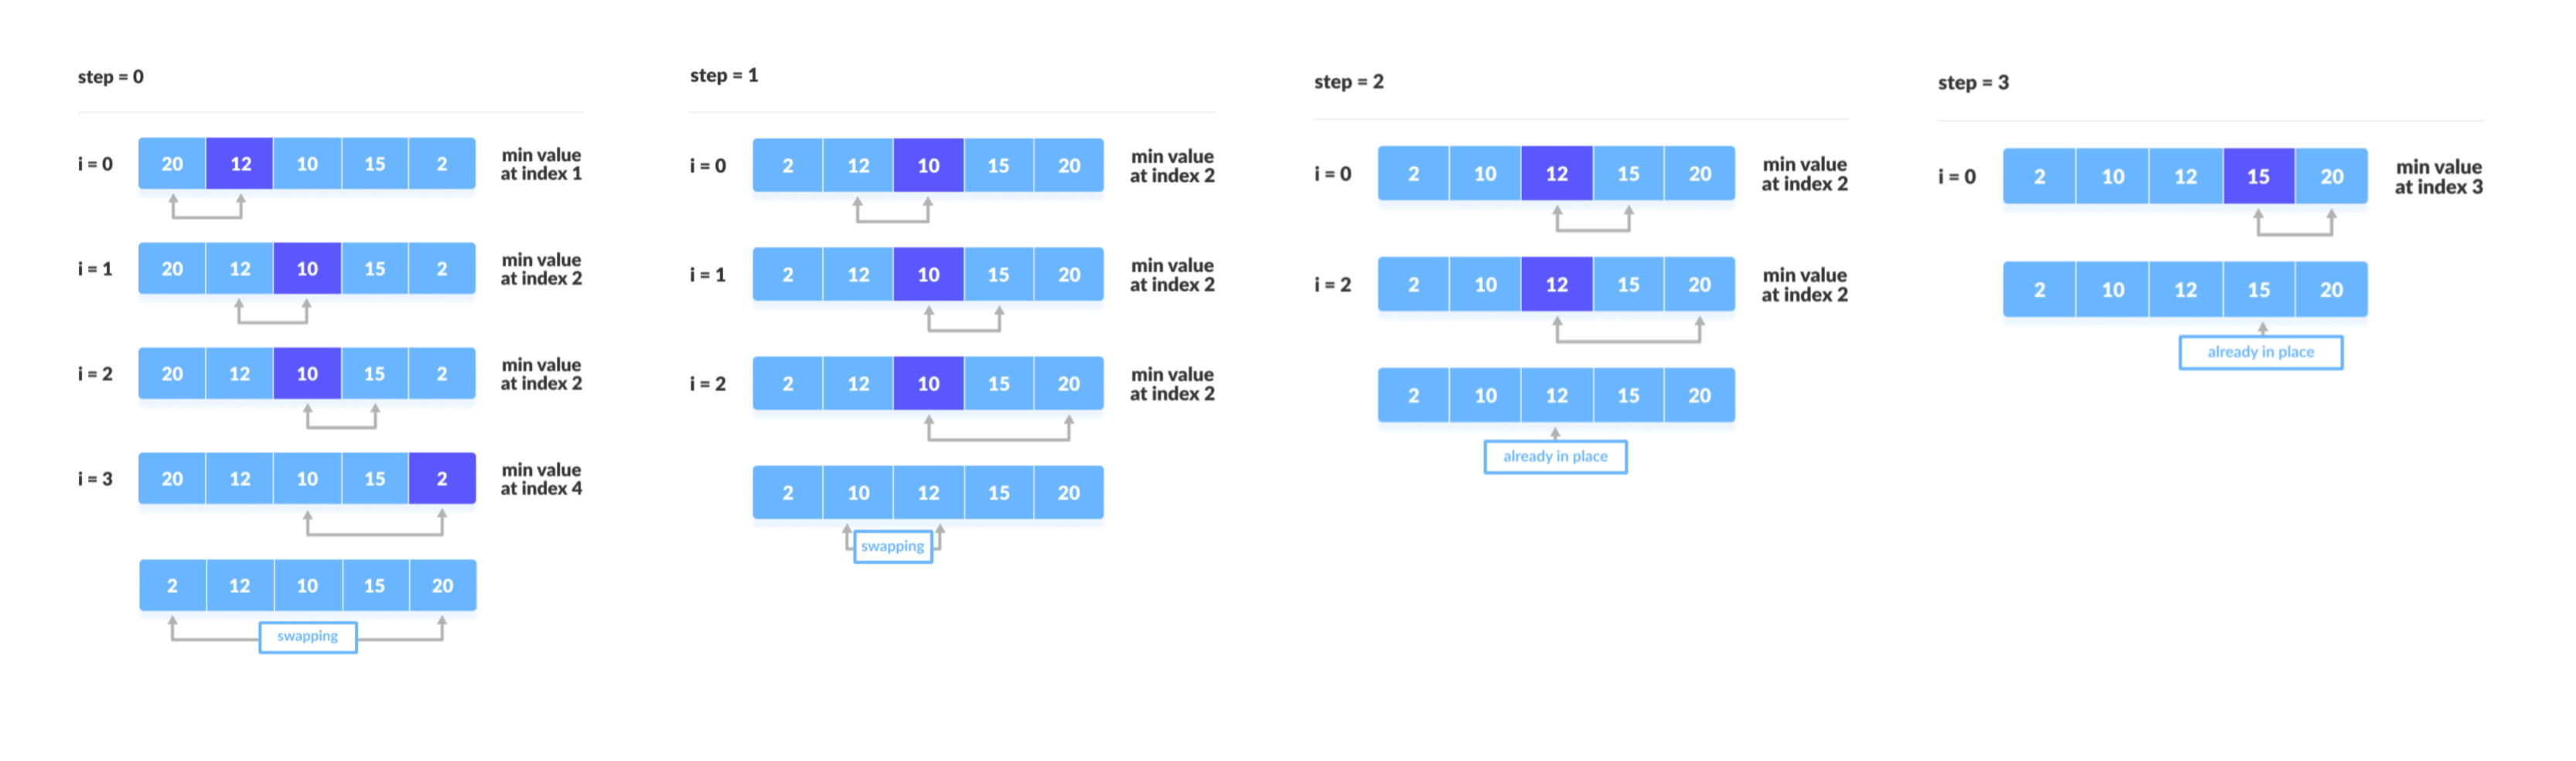 step = 0
i = 0 20 12 10 15 2 min value
at index 1
i = 1 20 12 10 15 2 min value
at index 2
i = 2 20 12 10 15 2 min value
at index 2
i = 3 20 12 10 15 2 min value
at index 4
2 12 10 15 20
swapping
step = 1
i = 0 2 12 10 15 20 min value
at index 2
i = 1 2 12 10 15 20 min value
at index 2
i = 2 2 12 10 15 20 min value
at index 2
2 10 12 15 20
swapping
step = 2
i = 0 2 10 12 15 20 min value
at index 2
i = 2 2 10 12 15 20 min value
at index 2
2 10 12 15 20
already in place
step = 3
i = 0 2 10 12 15 20 min value
at index 3
2 10 12 15 20
already in place